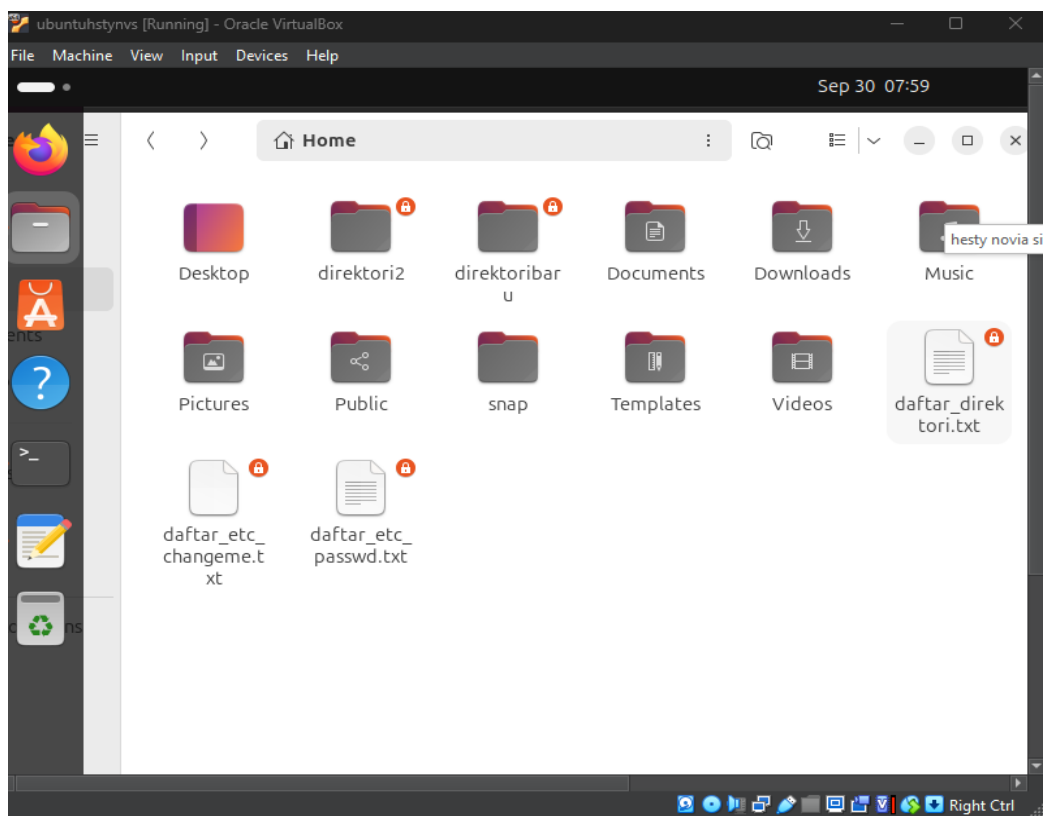 ubuntuhstynvs [Running] - Oracle VirtualBox
File Machine View Input Devices Help
Sep 30 07:59
Home
hesty novia si
Desktop
direktori2
direktoribar
u
Documents
Downloads
Music
ents
Pictures
Public
snap
Templates
Videos
daftar_direk
tori.txt
daftar_etc_
changeme.t
xt
daftar_etc_
passwd.txt
ns
Right Ctrl